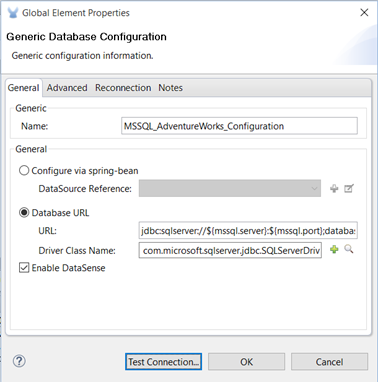 Global Element Properties
Generic Database Configuration
Generic configuration information.
General Advanced Reconnection Notes
Generic
Name: MSSQL_AdventureWorks_Configuration
General
Configure via spring-bean
DataSource Reference:
Database URL
URL: jdbc:sqlserver://${mssql.server}:${mssql.port};databa
Driver Class Name: com.microsoft.sqlserver.jdbc.SQLServerDriv
Enable DataSense
? Test Connection... OK Cancel